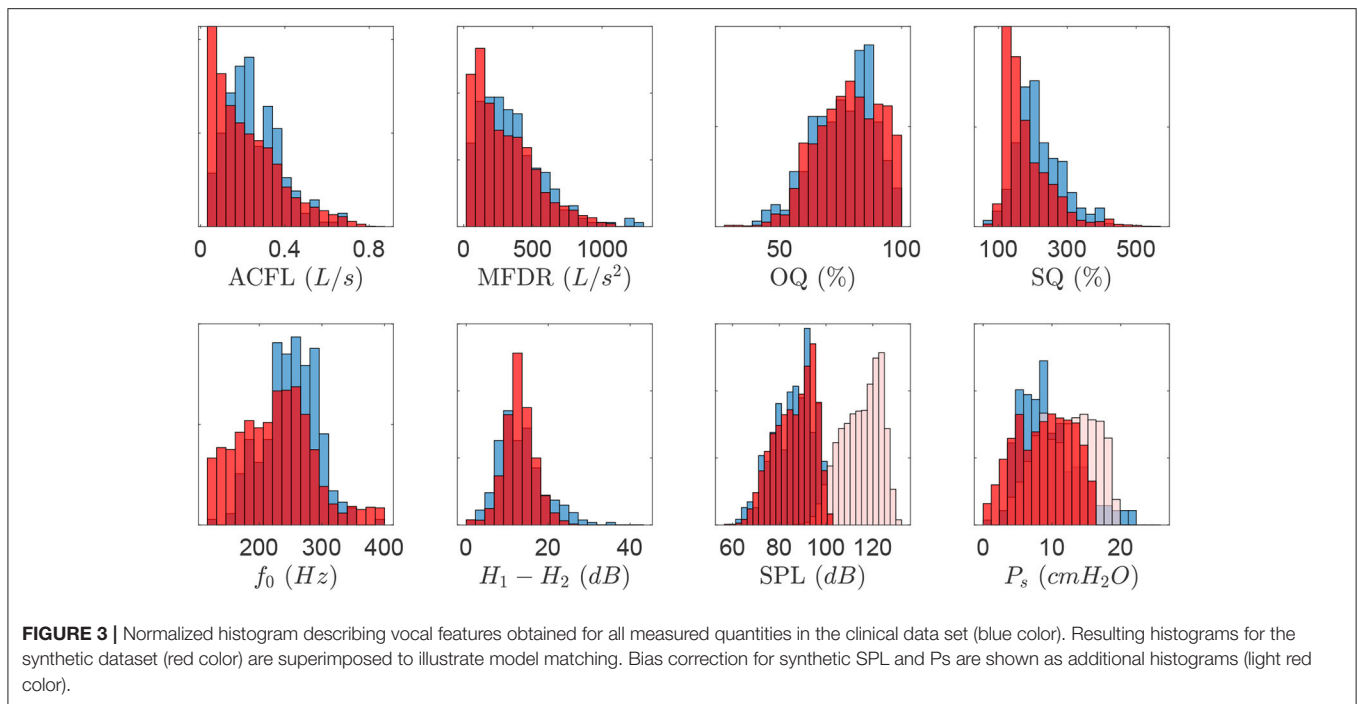 0 0.4 0.8
ACFL (L/s)
0 500 1000
MFDR (L/s²)
50 100
OQ (%)
100 300 500
SQ (%)
200 300 400
f₀ (Hz)
0 20 40
H₁ − H₂ (dB)
60 80 100 120
SPL (dB)
0 10 20
Pₛ (cmH₂O)
FIGURE 3 | Normalized histogram describing vocal features obtained for all measured quantities in the clinical data set (blue color). Resulting histograms for the
synthetic dataset (red color) are superimposed to illustrate model matching. Bias correction for synthetic SPL and Ps are shown as additional histograms (light red
color).